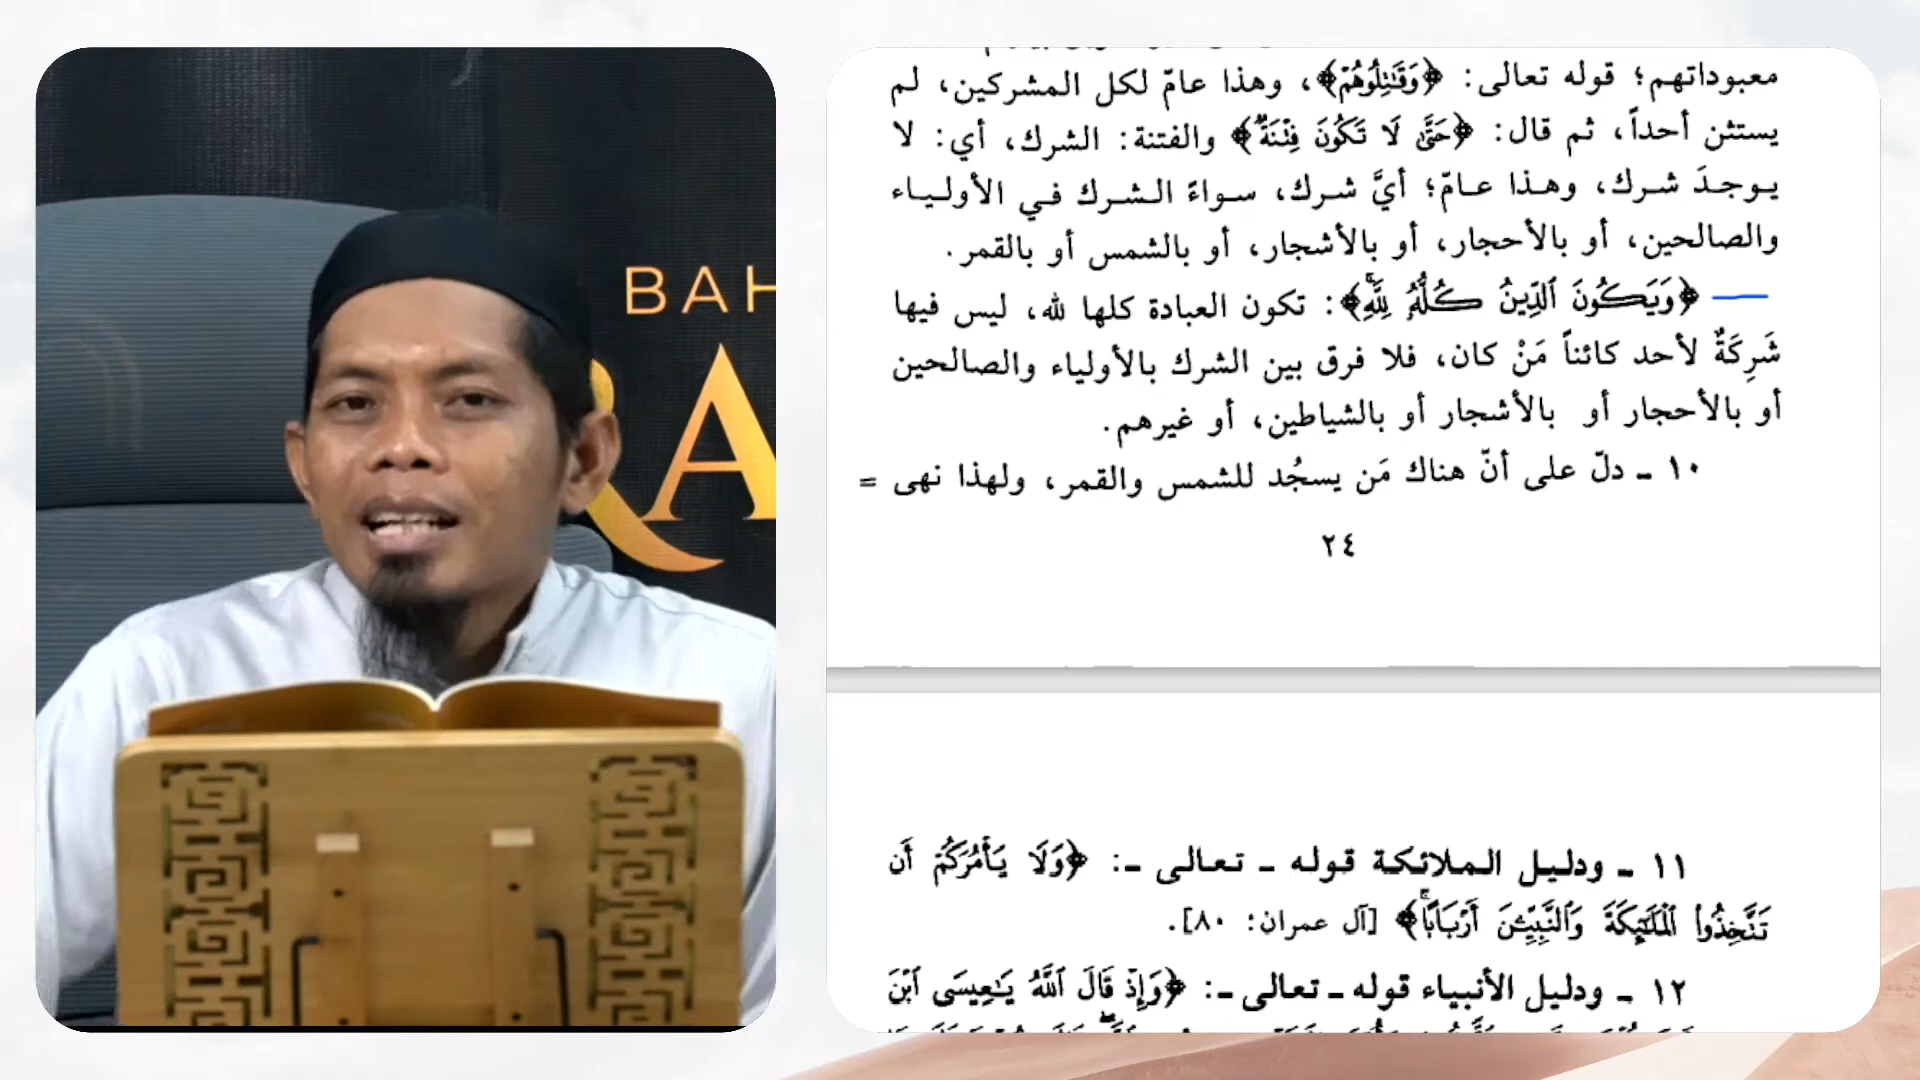 BAH
RA
معبوداتهم؛ قوله تعالى: ﴿وَقَٰتِلُوهُمۡ﴾، وهذا عامّ لكل المشركين، لم
يستثن أحداً، ثم قال: ﴿حَتَّىٰ لَا تَكُونَ فِتۡنَةٌ﴾ والفتنة: الشرك، أي: لا
يوجدَ شرك، وهذا عامّ؛ أيَّ شرك، سواءً الشرك في الأولياء
والصالحين، أو بالأحجار، أو بالأشجار، أو بالشمس أو بالقمر.
﴿وَيَكُونَ ٱلدِّينُ كُلُّهُۥ لِلَّهِۚ﴾: تكون العبادة كلها لله، ليس فيها
شَرِكَةٌ لأحد كائناً مَنْ كان، فلا فرق بين الشرك بالأولياء والصالحين
أو بالأحجار أو بالأشجار أو بالشياطين، أو غيرهم.
١٠ ـ دلّ على أنّ هناك مَن يسجُد للشمس والقمر، ولهذا نهى =
٢٤
١١ ـ ودليل الملائكة قوله ـ تعالى ـ: ﴿وَلَا يَأۡمُرَكُمۡ أَن
تَتَّخِذُواْ ٱلۡمَلَٰٓئِكَةَ وَٱلنَّبِيِّـۧنَ أَرۡبَابًاۚ﴾ [آل عمران: ٨٠].
١٢ ـ ودليل الأنبياء قوله ـ تعالى ـ: ﴿وَإِذۡ قَالَ ٱللَّهُ يَٰعِيسَى ٱبۡنَ